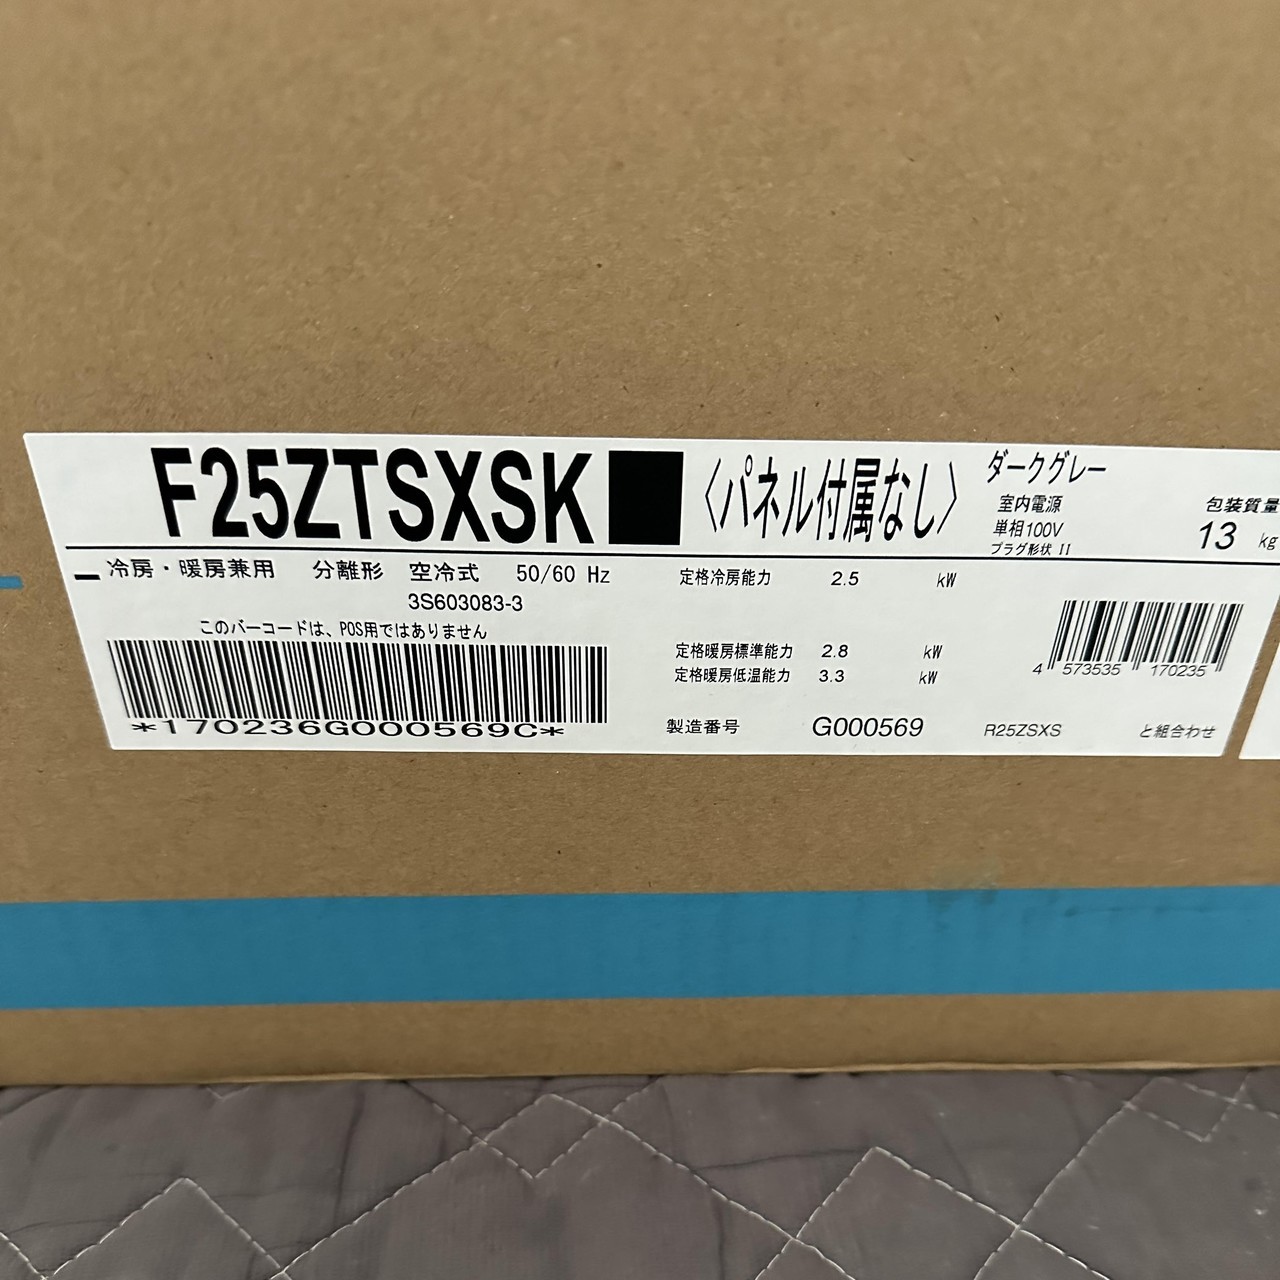 F25ZTSXSK■〈パネル付属なし〉 ダークグレー
室内電源
単相100V
プラグ形状 II
包装質量
13 kg
冷房・暖房兼用 分離形 空冷式 50/60 Hz
3S603083-3
このバーコードは、POS用ではありません
*170236G000569C*
定格冷房能力 2.5 kW
定格暖房標準能力 2.8 kW
定格暖房低温能力 3.3 kW
製造番号 G000569
4 573535 170235
R25ZSXS と組合わせ